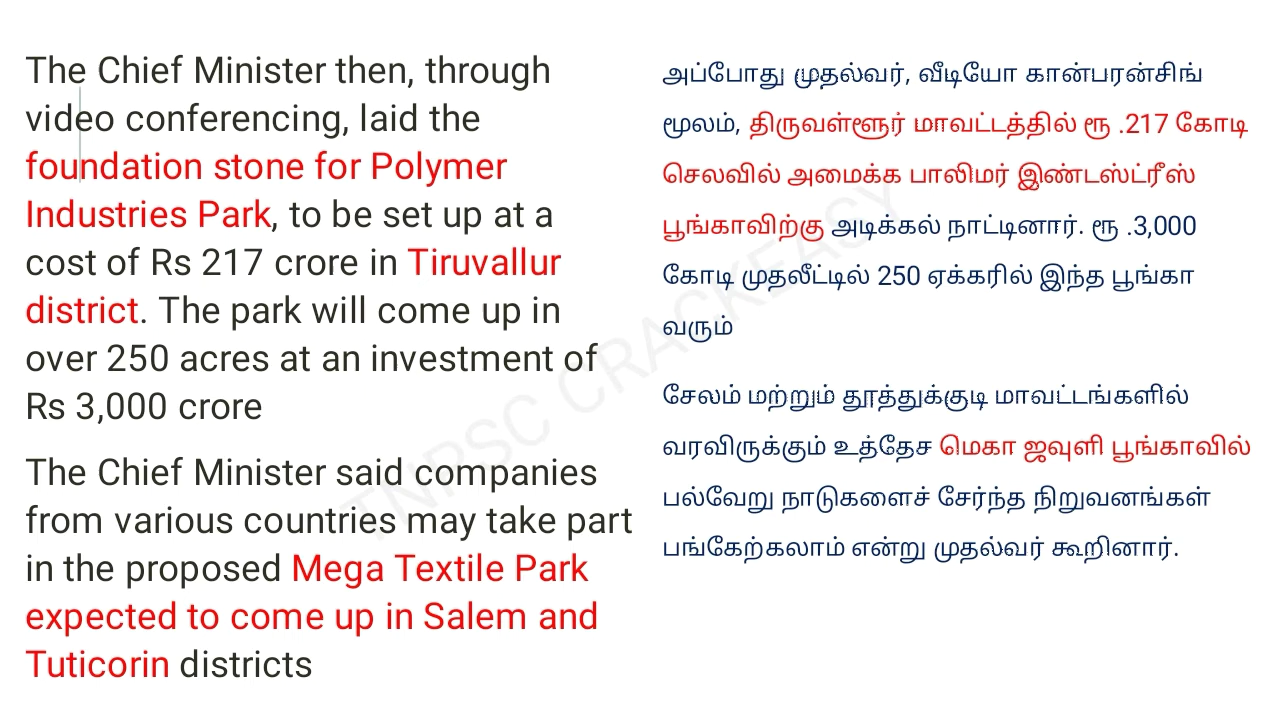 The Chief Minister then, through
video conferencing, laid the
foundation stone for Polymer
Industries Park, to be set up at a
cost of Rs 217 crore in Tiruvallur
district. The park will come up in
over 250 acres at an investment of
Rs 3,000 crore
The Chief Minister said companies
from various countries may take part
in the proposed Mega Textile Park
expected to come up in Salem and
Tuticorin districts
அப்போது முதல்வர், வீடியோ கான்பரன்சிங்
மூலம், திருவள்ளூர் மாவட்டத்தில் ரூ .217 கோடி
செலவில் அமைக்க பாலிமர் இண்டஸ்ட்ரீஸ்
பூங்காவிற்கு அடிக்கல் நாட்டினார். ரூ .3,000
கோடி முதலீட்டில் 250 ஏக்கரில் இந்த பூங்கா
வரும்
சேலம் மற்றும் தூத்துக்குடி மாவட்டங்களில்
வரவிருக்கும் உத்தேச மெகா ஜவுளி பூங்காவில்
பல்வேறு நாடுகளைச் சேர்ந்த நிறுவனங்கள்
பங்கேற்கலாம் என்று முதல்வர் கூறினார்.
TNPSC CRACKEASY